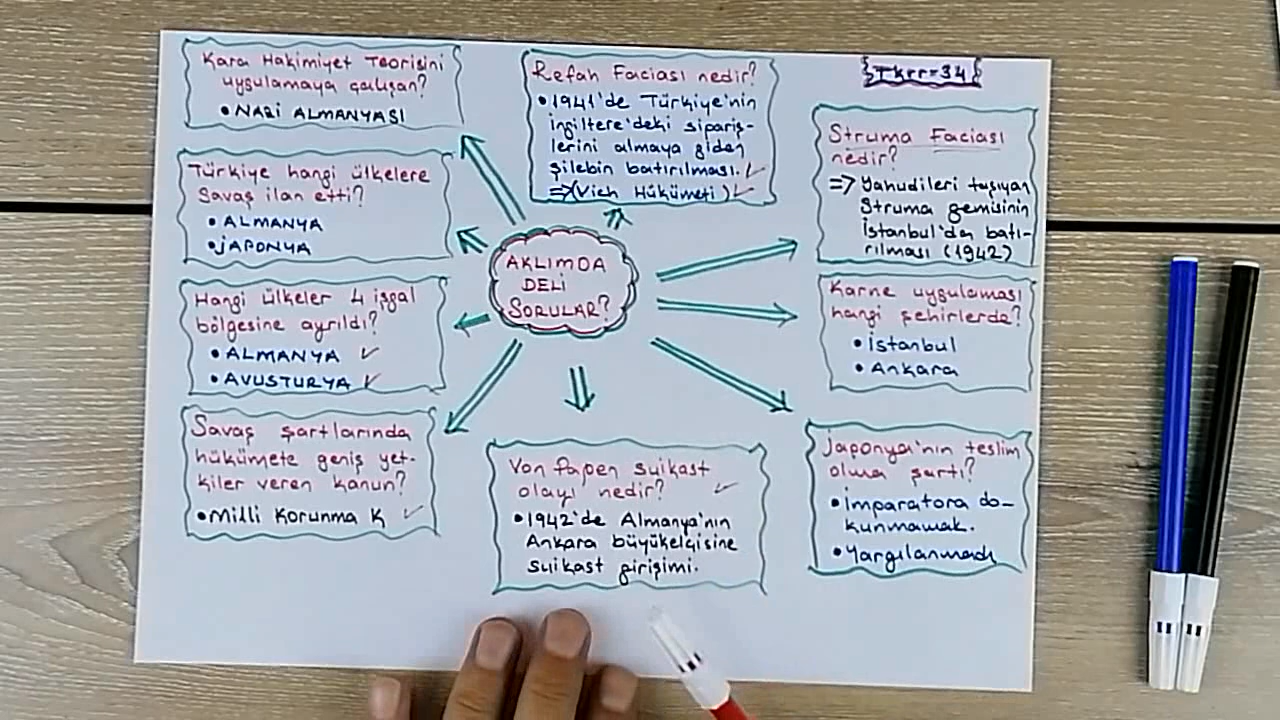 Kara Hakimiyet Teorisini
uygulamaya çalışan?
• NAZİ ALMANYASI
Türkiye hangi ülkelere
Savaş ilan etti?
• ALMANYA
• JAPONYA
Hangi ülkeler 4 işgal
bölgesine ayrıldı?
• ALMANYA ✓
• AVUSTURYA ✓
Savaş şartlarında
hükümete geniş yet-
kiler veren kanun?
• Milli Korunma K ✓
Refah Faciası nedir?
• 1941'de Türkiye'nin
İngiltere'deki sipariş-
lerini almaya giden
şilebin batırılması. ✓
⇒ (Vich Hükümeti) ✓
AKLIMDA
DELİ
SORULAR?
Von Papen suikast
olayı nedir? ✓
• 1942'de Almanya'nın
Ankara büyükelçisine
suikast girişimi.
Tkrr=34
Struma Faciası
nedir?
⇒ Yahudileri taşıyan
Struma gemisinin
İstanbul'da batı-
rılması (1942)
Karne uygulaması
hangi şehirlerde?
• İstanbul
• Ankara
Japonya'nın teslim
olma şartı?
• İmparatora do-
kunmamak.
• Yargılanmadı